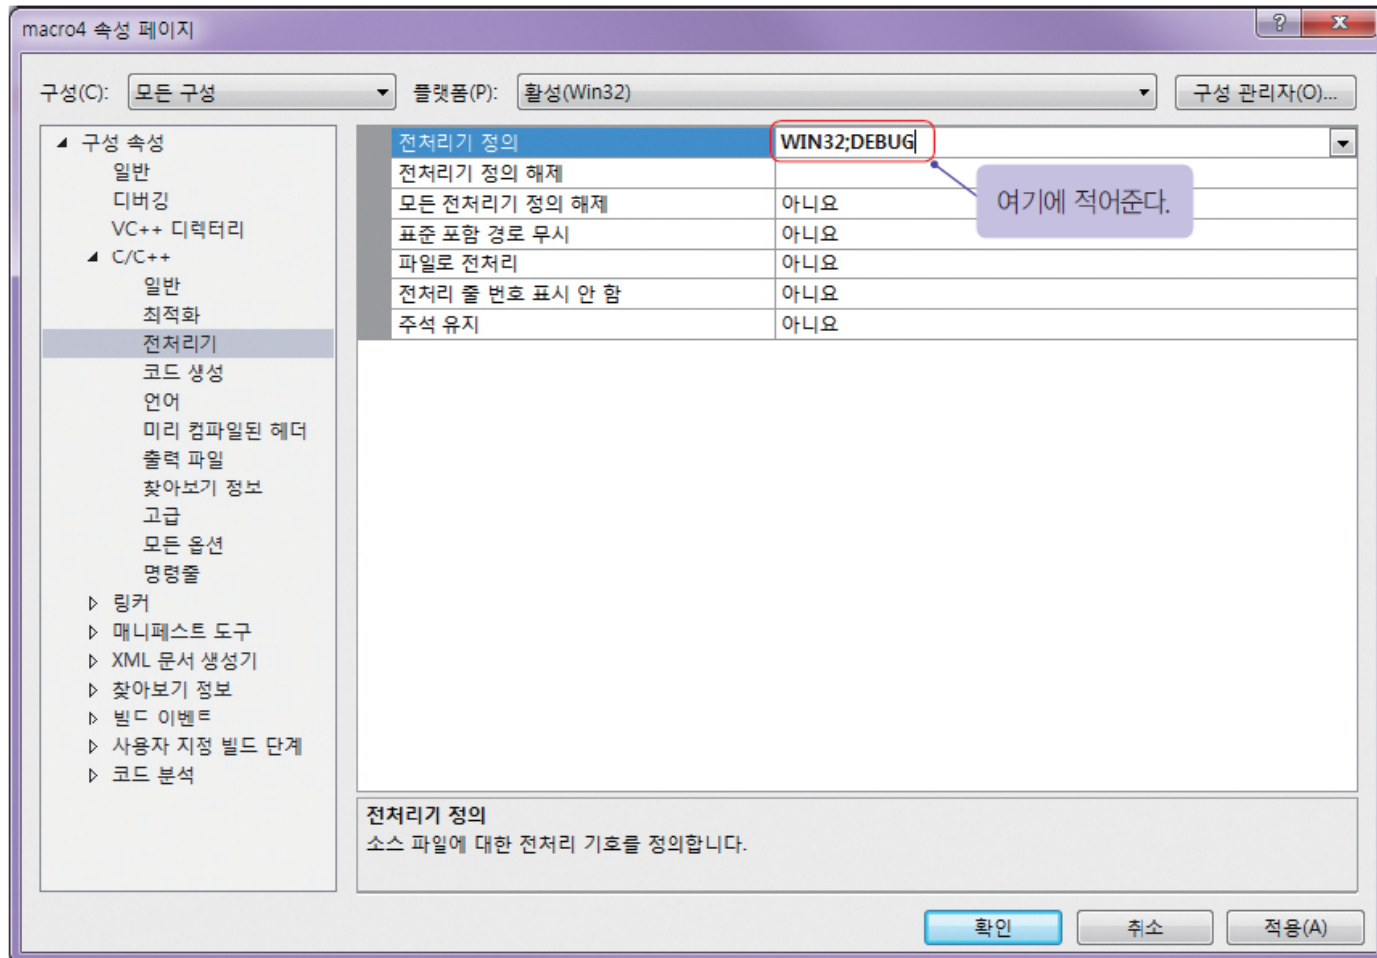 macro4 속성 페이지
구성(C): 모든 구성 플랫폼(P): 활성(Win32) 구성 관리자(O)...
구성 속성
일반
디버깅
VC++ 디렉터리
C/C++
일반
최적화
전처리기
코드 생성
언어
미리 컴파일된 헤더
출력 파일
찾아보기 정보
고급
모든 옵션
명령줄
링커
매니페스트 도구
XML 문서 생성기
찾아보기 정보
빌드 이벤트
사용자 지정 빌드 단계
코드 분석
전처리기 정의 WIN32;DEBUG
전처리기 정의 해제
모든 전처리기 정의 해제 아니요
표준 포함 경로 무시 아니요
파일로 전처리 아니요
전처리 줄 번호 표시 안 함 아니요
주석 유지 아니요
여기에 적어준다.
전처리기 정의
소스 파일에 대한 전처리 기호를 정의합니다.
확인 취소 적용(A)